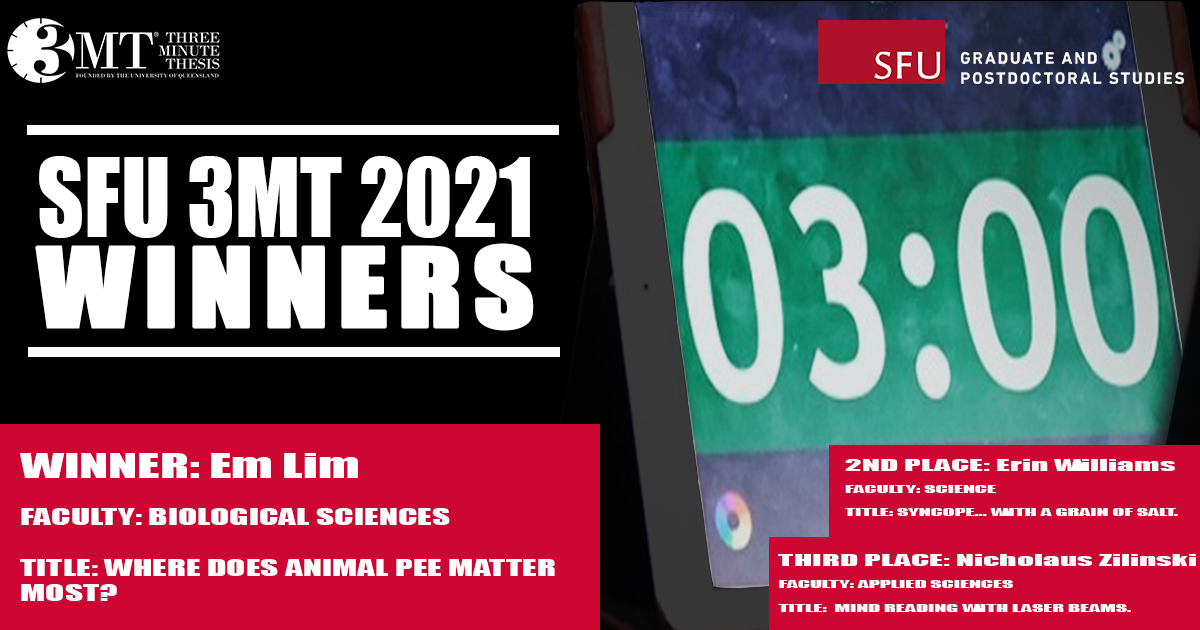 3MT® THREE
MINUTE
THESIS
FOUNDED BY THE UNIVERSITY OF QUEENSLAND
SFU
GRADUATE AND
POSTDOCTORAL STUDIES
SFU 3MT 2021
WINNERS
03:00
WINNER: Em Lim
FACULTY: BIOLOGICAL SCIENCES
TITLE: WHERE DOES ANIMAL PEE MATTER
MOST?
2ND PLACE: Erin Williams
FACULTY: SCIENCE
TITLE: SYNCOPE... WITH A GRAIN OF SALT.
THIRD PLACE: Nicholaus Zilinski
FACULTY: APPLIED SCIENCES
TITLE: MIND READING WITH LASER BEAMS.